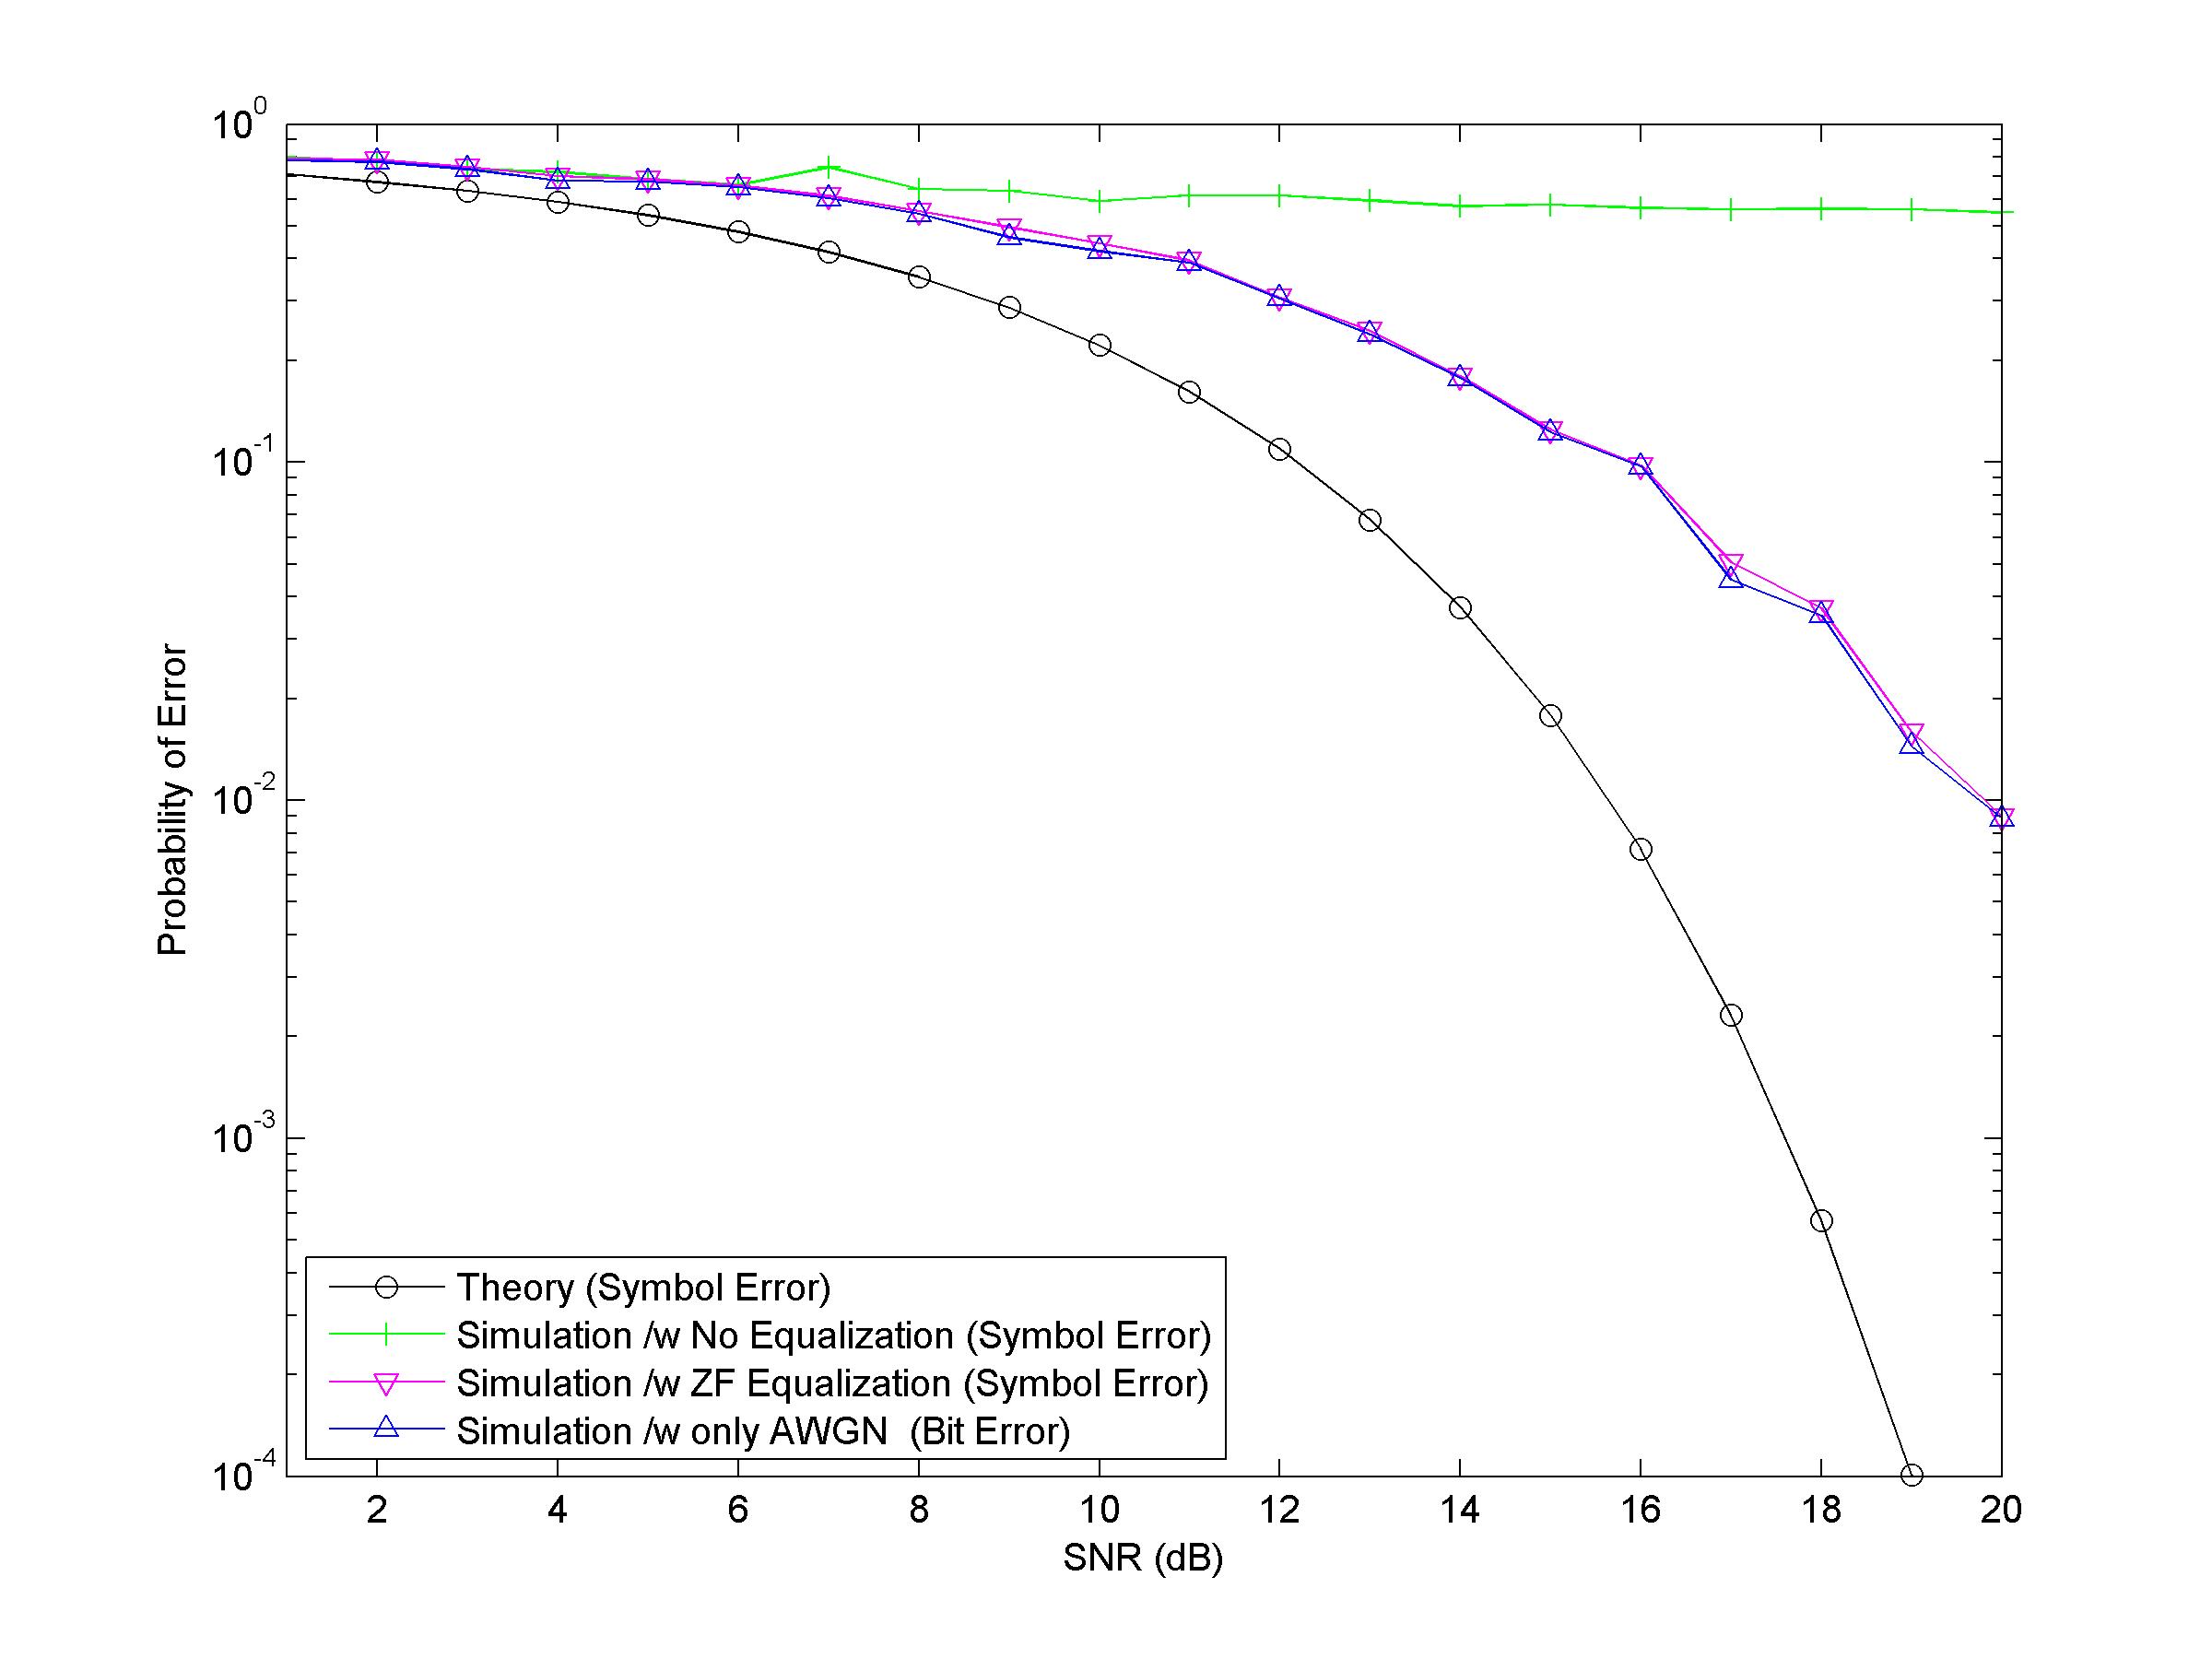 10^0
10^-1
10^-2
10^-3
10^-4
Probability of Error
Theory (Symbol Error)
Simulation /w No Equalization (Symbol Error)
Simulation /w ZF Equalization (Symbol Error)
Simulation /w only AWGN  (Bit Error)
2 4 6 8 10 12 14 16 18 20
SNR (dB)